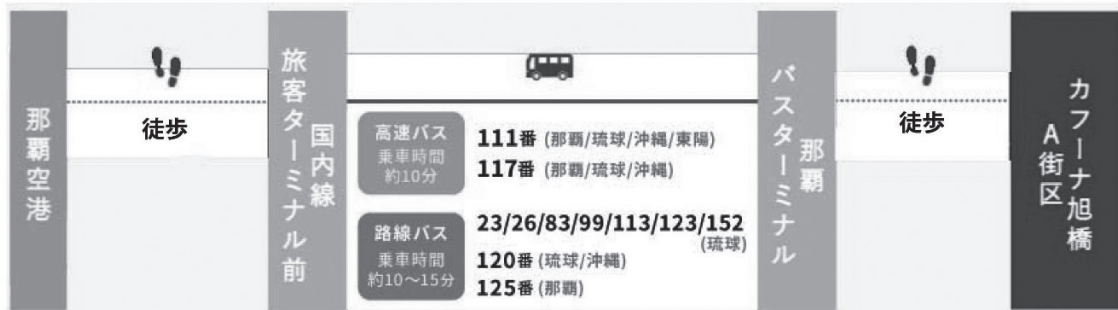 那覇空港
徒歩
国内線
旅客ターミナル前
高速バス
乗車時間
約10分
111番 (那覇/琉球/沖縄/東陽)
117番 (那覇/琉球/沖縄)
路線バス
乗車時間
約10〜15分
23/26/83/99/113/123/152
(琉球)
120番 (琉球/沖縄)
125番 (那覇)
那覇
バスターミナル
徒歩
カフーナ旭橋
A街区